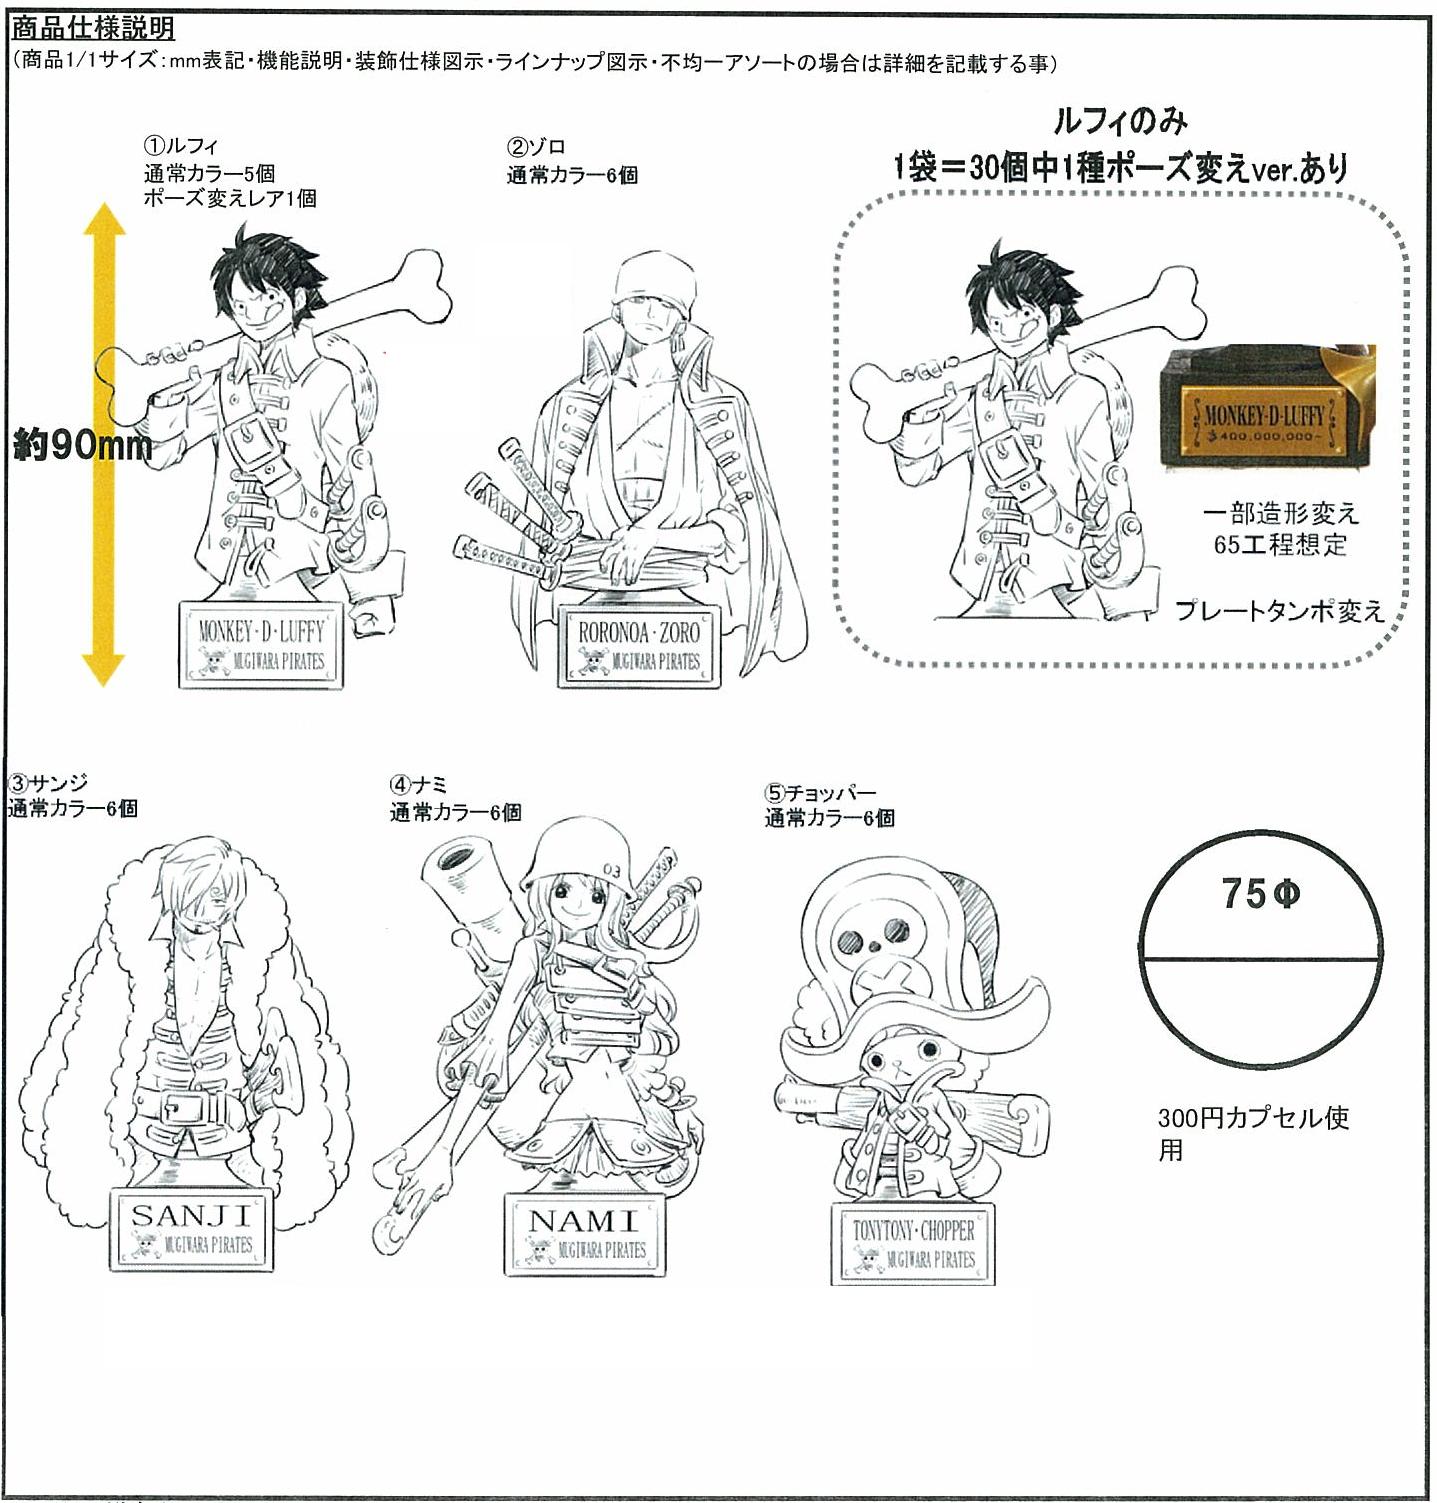 商品仕様説明
(商品1/1サイズ:mm表記・機能説明・装飾仕様図示・ラインナップ図示・不均一アソートの場合は詳細を記載する事)
①ルフィ
通常カラー5個
ポーズ変えレア1個
②ゾロ
通常カラー6個
ルフィのみ
1袋=30個中1種ポーズ変えver.あり
約90mm
MONKEY・D・LUFFY
MUGIWARA PIRATES
RORONOA・ZORO
MUGIWARA PIRATES
MONKEY・D・LUFFY
400,000,000-
一部造形変え
65工程想定
プレートタンポ変え
③サンジ
通常カラー6個
④ナミ
通常カラー6個
⑤チョッパー
通常カラー6個
03
75Φ
300円カプセル使
用
SANJI
MUGIWARA PIRATES
NAMI
MUGIWARA PIRATES
TONYTONY・CHOPPER
MUGIWARA PIRATES